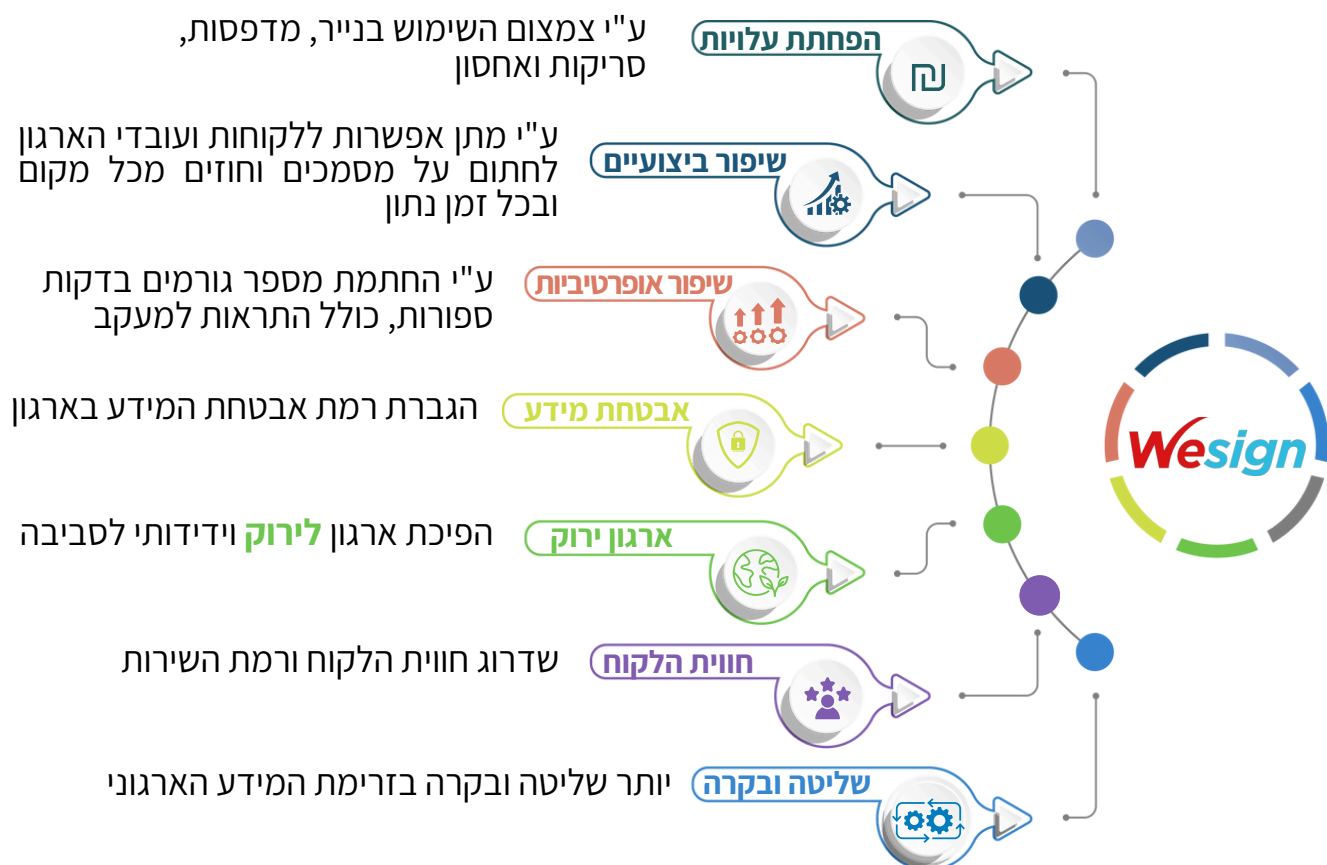 הפחתת עלויות
ע"י צמצום השימוש בנייר, מדפסות,
סריקות ואחסון
שיפור ביצועיים
ע"י מתן אפשרות ללקוחות ועובדי הארגון
לחתום על מסמכים וחוזים מכל מקום
ובכל זמן נתון
שיפור אופרטיביות
ע"י החתמת מספר גורמים בדקות
ספורות, כולל התראות למעקב
אבטחת מידע
הגברת רמת אבטחת המידע בארגון
ארגון ירוק
הפיכת ארגון לירוק וידידותי לסביבה
חווית הלקוח
שדרוג חווית הלקוח ורמת השירות
שליטה ובקרה
יותר שליטה ובקרה בזרימת המידע הארגוני
Wesign